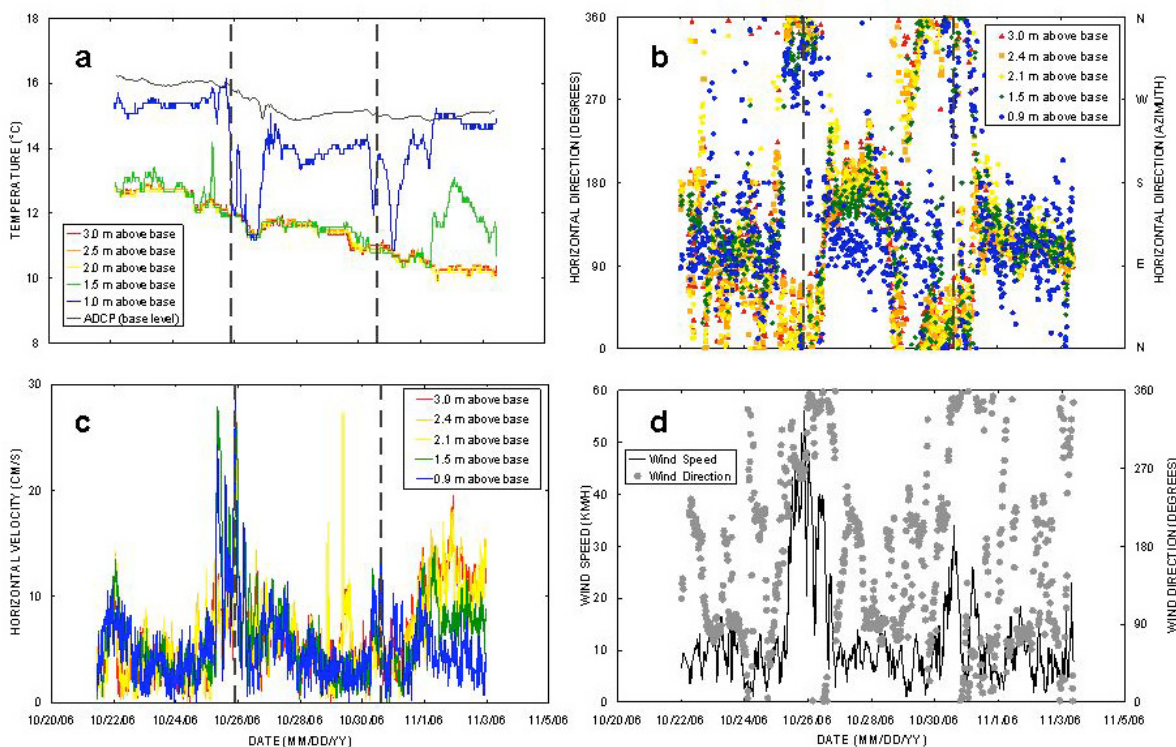 a
TEMPERATURE (°C)
18
16
14
12
10
8
3.0 m above base
2.5 m above base
2.0 m above base
1.5 m above base
1.0 m above base
ADCP (base level)
b
HORIZONTAL DIRECTION (DEGREES)
360
270
180
90
0
3.0 m above base
2.4 m above base
2.1 m above base
1.5 m above base
0.9 m above base
N
W
S
E
N
HORIZONTAL DIRECTION (AZIMUTH)
c
HORIZONTAL VELOCITY (CM/S)
30
20
10
0
3.0 m above base
2.4 m above base
2.1 m above base
1.5 m above base
0.9 m above base
10/20/06 10/22/06 10/24/06 10/26/06 10/28/06 10/30/06 11/1/06 11/3/06 11/5/06
DATE (MM/DD/YY)
d
WIND SPEED (KM/H)
60
50
40
30
20
10
0
Wind Speed
Wind Direction
360
270
180
90
0
WIND DIRECTION (DEGREES)
10/20/06 10/22/06 10/24/06 10/26/06 10/28/06 10/30/06 11/1/06 11/3/06 11/5/06
DATE (MM/DD/YY)